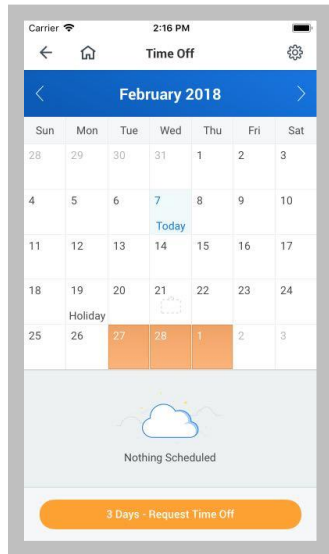 Carrier 2:16 PM
Time Off
February 2018
Sun Mon Tue Wed Thu Fri Sat
28 29 30 31 1 2 3
4 5 6 7 8 9 10
Today
11 12 13 14 15 16 17
18 19 20 21 22 23 24
Holiday
25 26 27 28 1 2 3
Nothing Scheduled
3 Days - Request Time Off